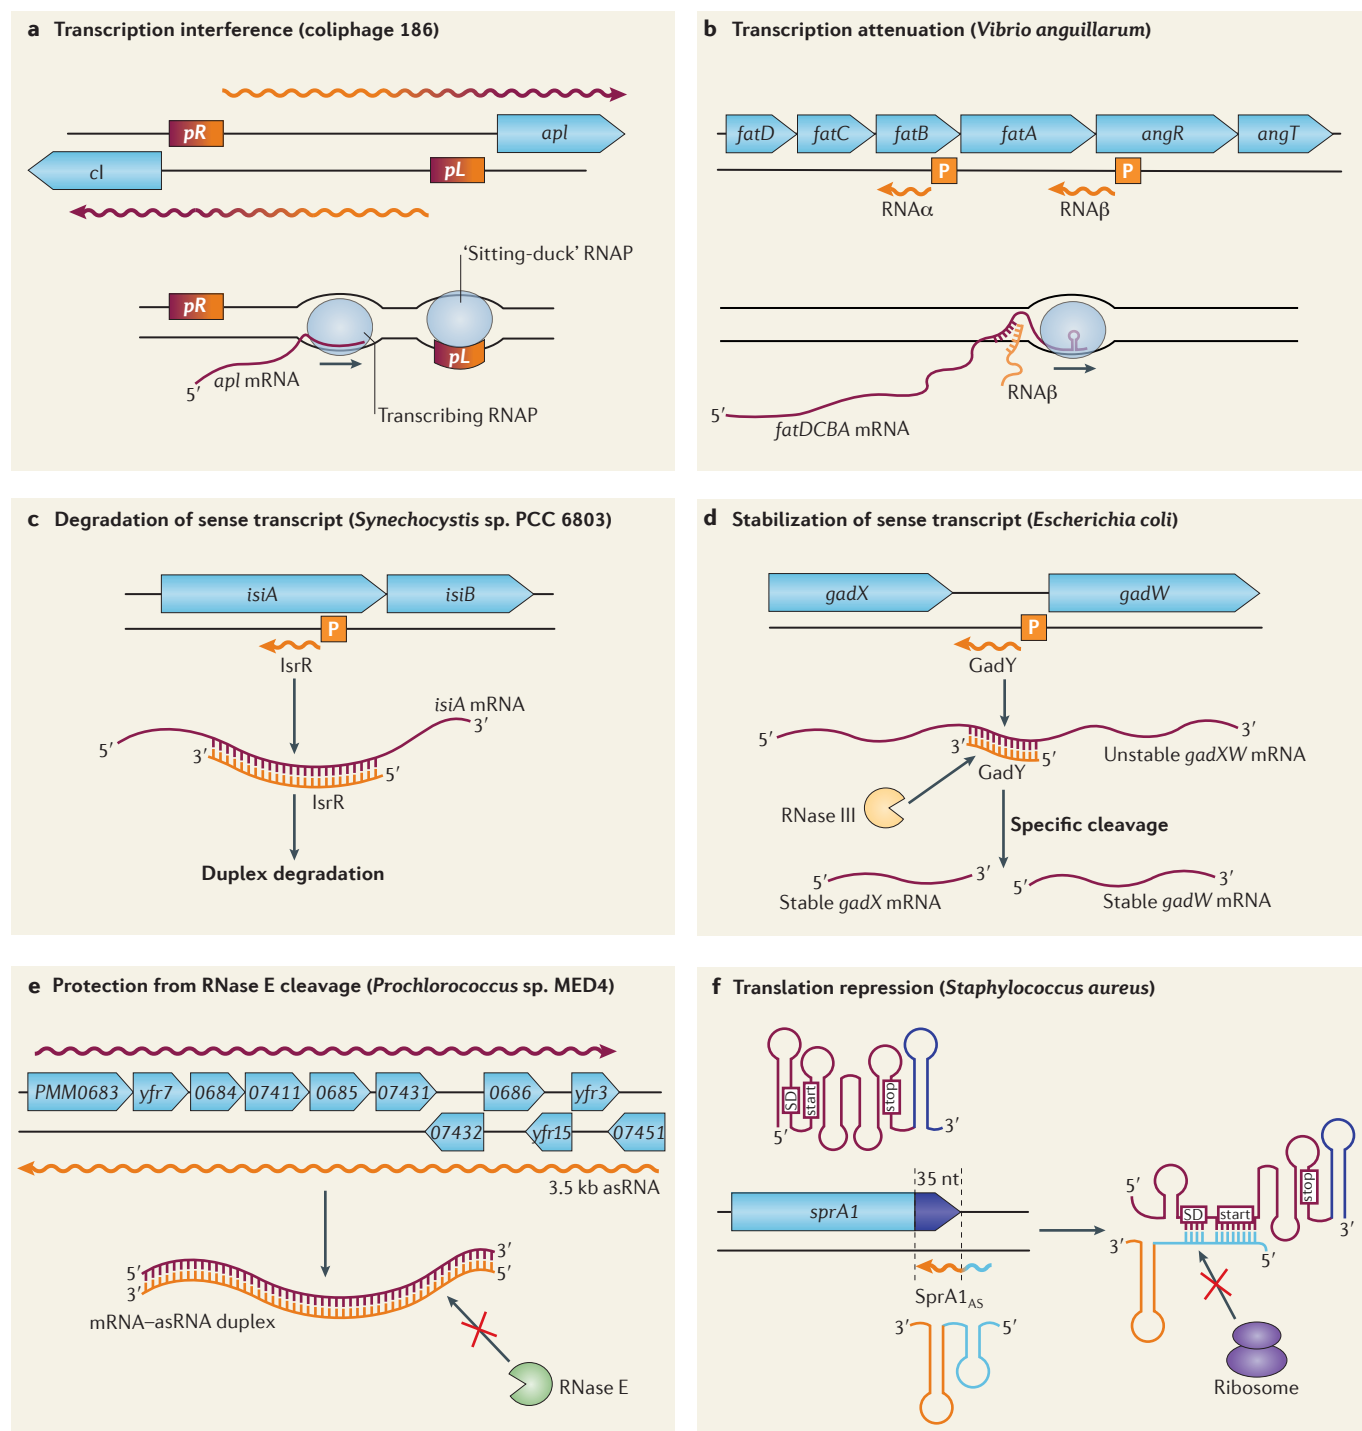 a Transcription interference (coliphage 186)
pR
apl
cI
pL
'Sitting-duck' RNAP
pR
pL
apl mRNA
5′
Transcribing RNAP
b Transcription attenuation (Vibrio anguillarum)
fatD fatC fatB fatA angR angT
P P
RNAα RNAβ
RNAβ
5′
fatDCBA mRNA
c Degradation of sense transcript (Synechocystis sp. PCC 6803)
isiA isiB
P
IsrR
isiA mRNA
3′
5′
3′
5′
IsrR
Duplex degradation
d Stabilization of sense transcript (Escherichia coli)
gadX gadW
P
GadY
5′ 3′
3′ 5′
Unstable gadXW mRNA
GadY
RNase III
Specific cleavage
5′ 3′ 5′ 3′
Stable gadX mRNA Stable gadW mRNA
e Protection from RNase E cleavage (Prochlorococcus sp. MED4)
PMM0683 yfr7 0684 07411 0685 07431 0686 yfr3
07432 yfr15 07451
3.5 kb asRNA
3′
5′ 5′
3′
mRNA–asRNA duplex
RNase E
f Translation repression (Staphylococcus aureus)
SD start stop
5′ 3′
35 nt
sprA1
SprA1AS
3′ 5′
stop
5′
SD start
3′
3′
5′
Ribosome